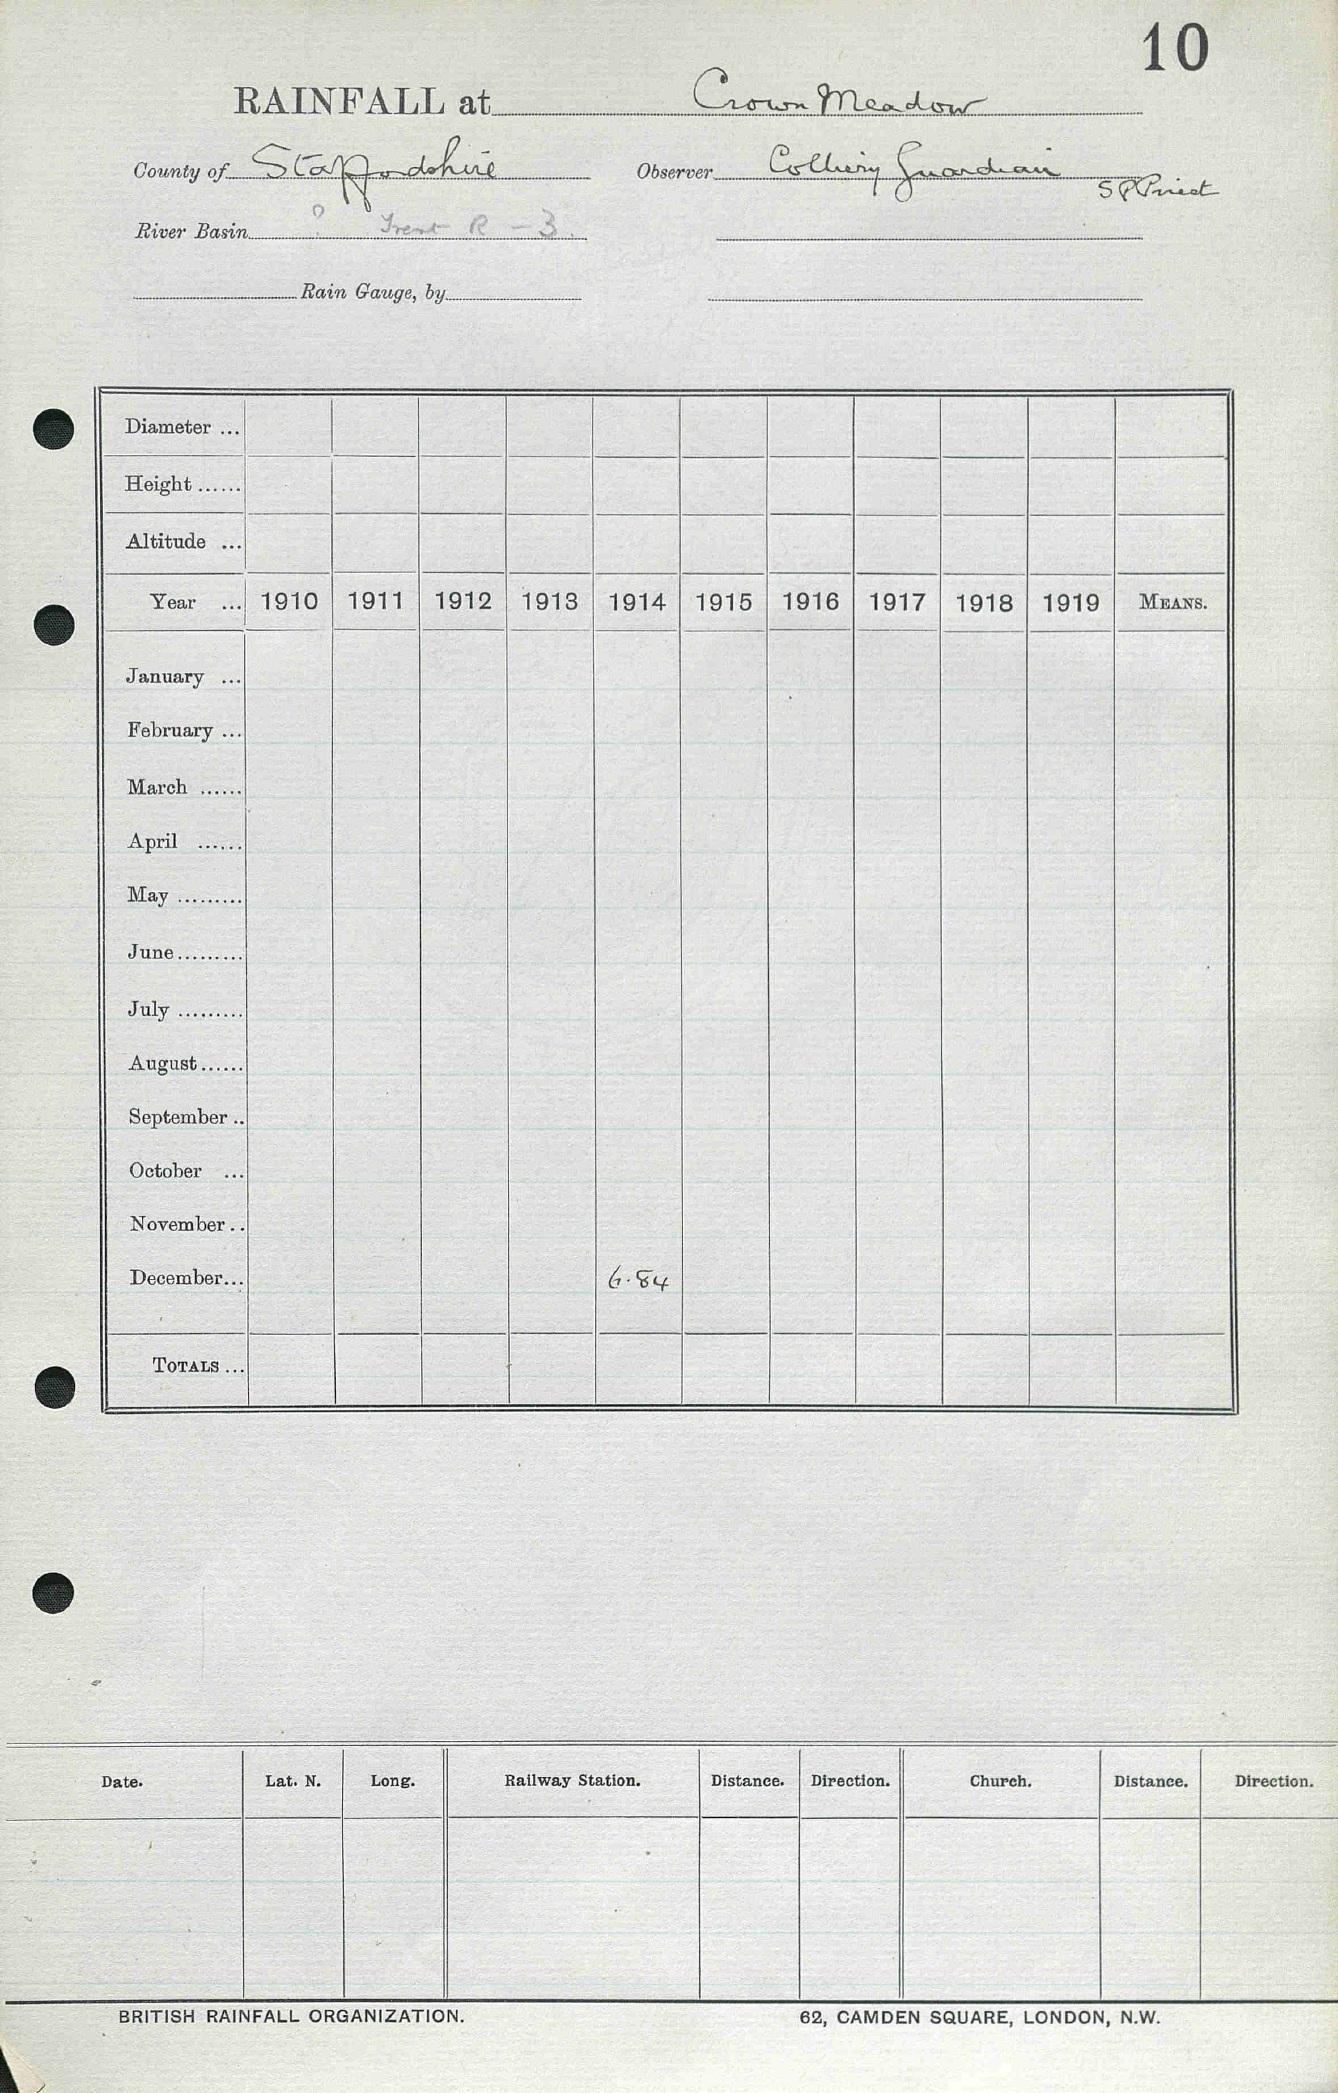 10
RAINFALL at Crown Meadow
County of Staffordshire Observer Colliery Guardian
S P Priest
River Basin ? Trent R - 3.
Rain Gauge, by
Diameter ...
Height ......
Altitude ...
Year ... 1910 1911 1912 1913 1914 1915 1916 1917 1918 1919 MEANS.
January ...
February ...
March ......
April ......
May .........
June .........
July .........
August ......
September ..
October ...
November ..
December ... 6.84
TOTALS ...
Date. Lat. N. Long. Railway Station. Distance. Direction. Church. Distance. Direction.
BRITISH RAINFALL ORGANIZATION. 62, CAMDEN SQUARE, LONDON, N.W.